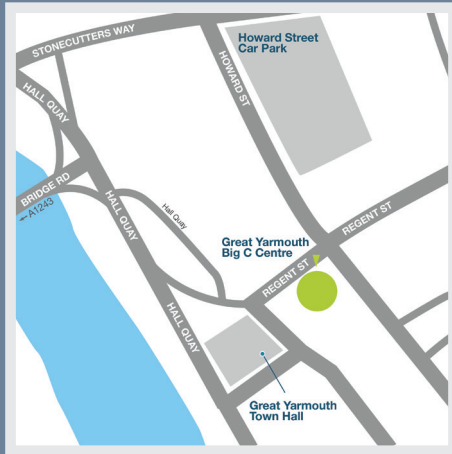 STONECUTTERS WAY
Howard Street
Car Park
HOWARD ST
HALL QUAY
BRIDGE RD
←A1243
HALL QUAY
Hall Quay
REGENT ST
Great Yarmouth
Big C Centre
REGENT ST
HALL QUAY
Great Yarmouth
Town Hall